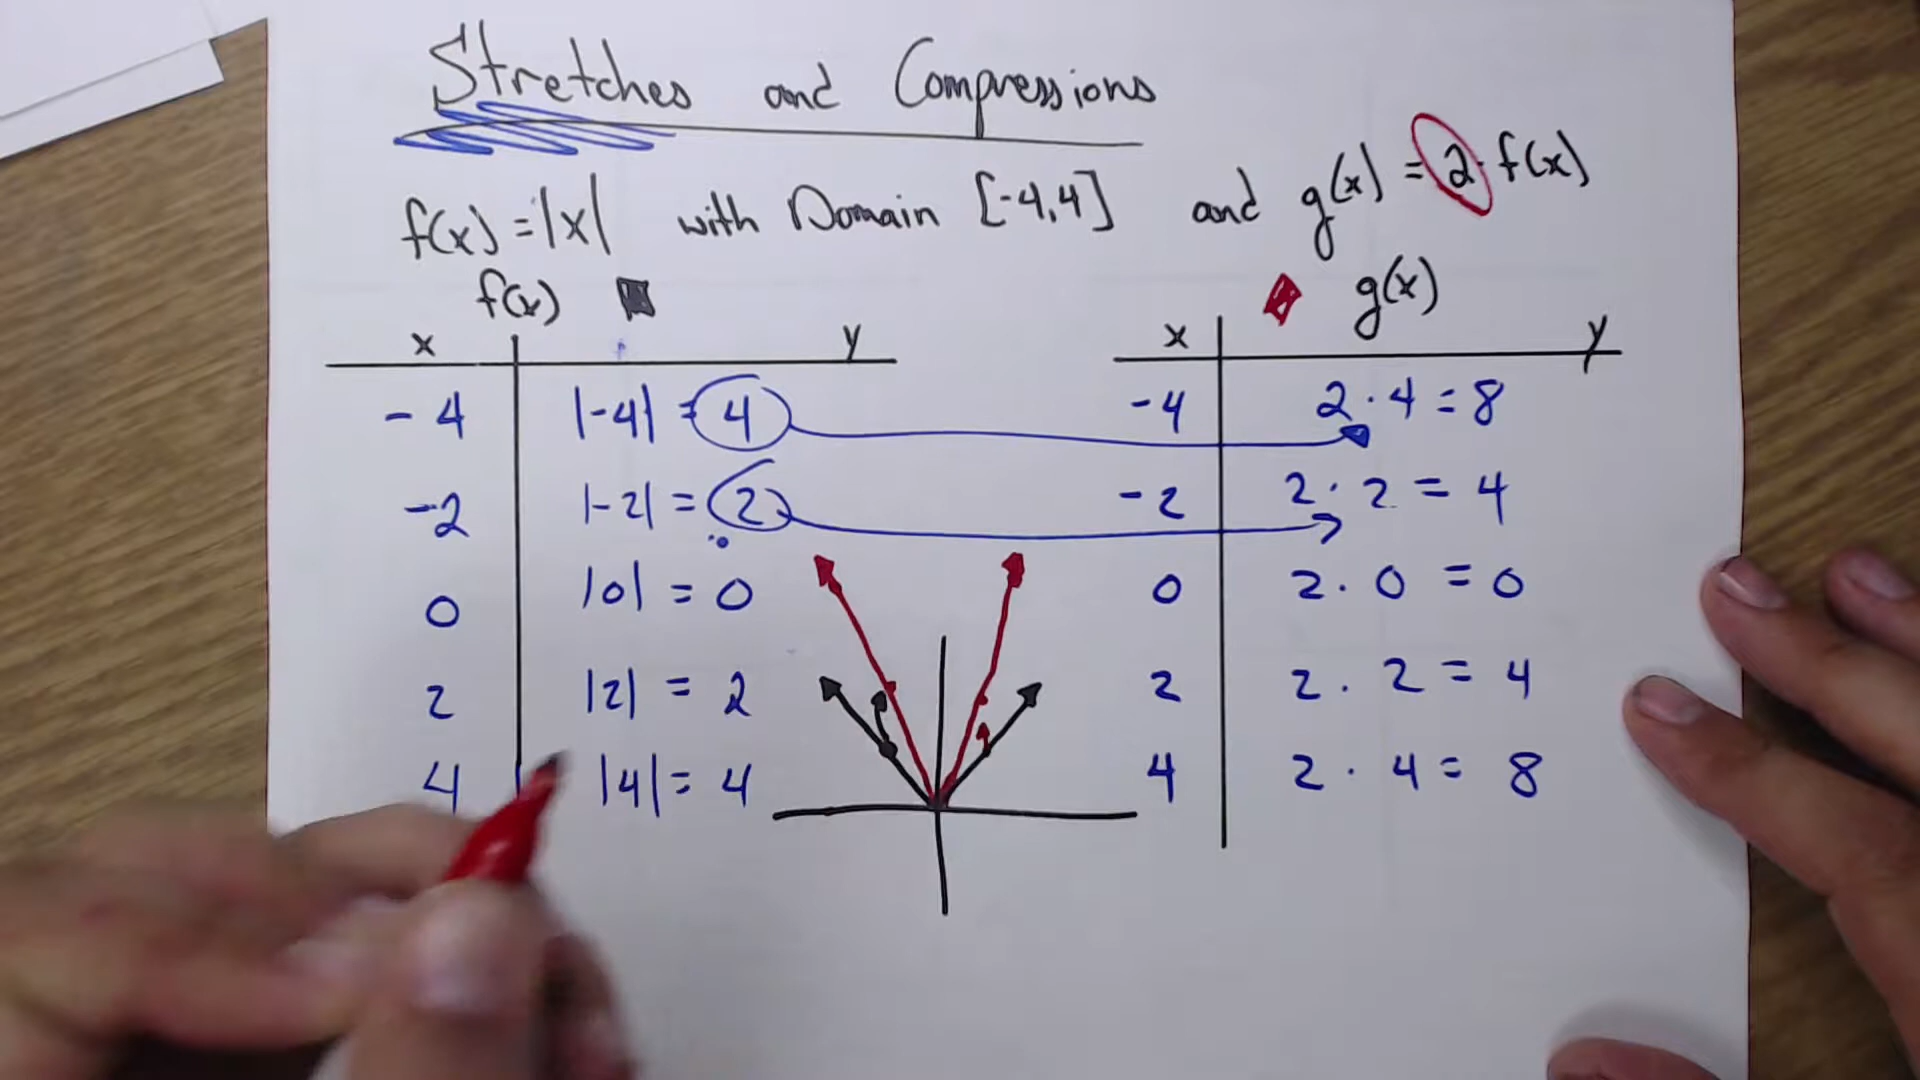 Stretches and Compressions
f(x) = |x| with Domain [-4,4] and g(x) = 2·f(x)
f(x) g(x)
x y x y
-4 |-4| = 4 -4 2·4 = 8
-2 |-2| = 2 -2 2·2 = 4
0 |0| = 0 0 2·0 = 0
2 |2| = 2 2 2·2 = 4
4 |4| = 4 4 2·4 = 8